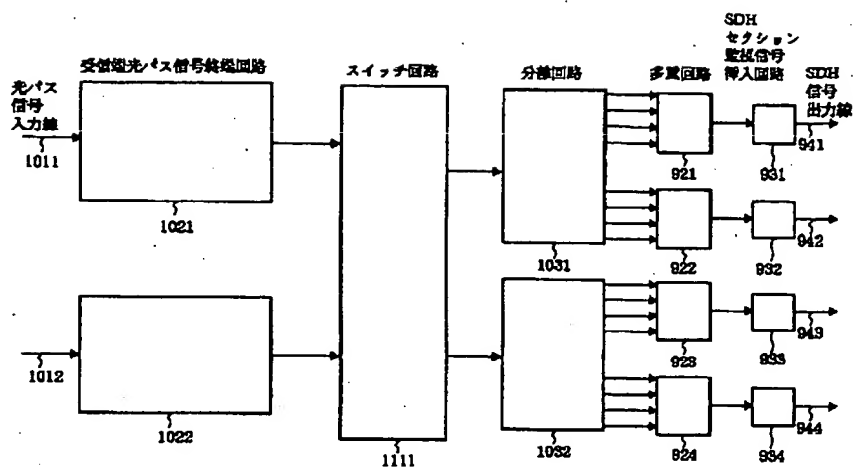 SDH
セクション
監視信号
挿入回路
受信端光パス信号終端回路
スイッチ回路
分離回路
多重回路
SDH
信号
出力線
光パス
信号
入力線
1011
1021
1012
1022
1111
1031
1032
921
922
923
924
931
932
933
934
941
942
943
944